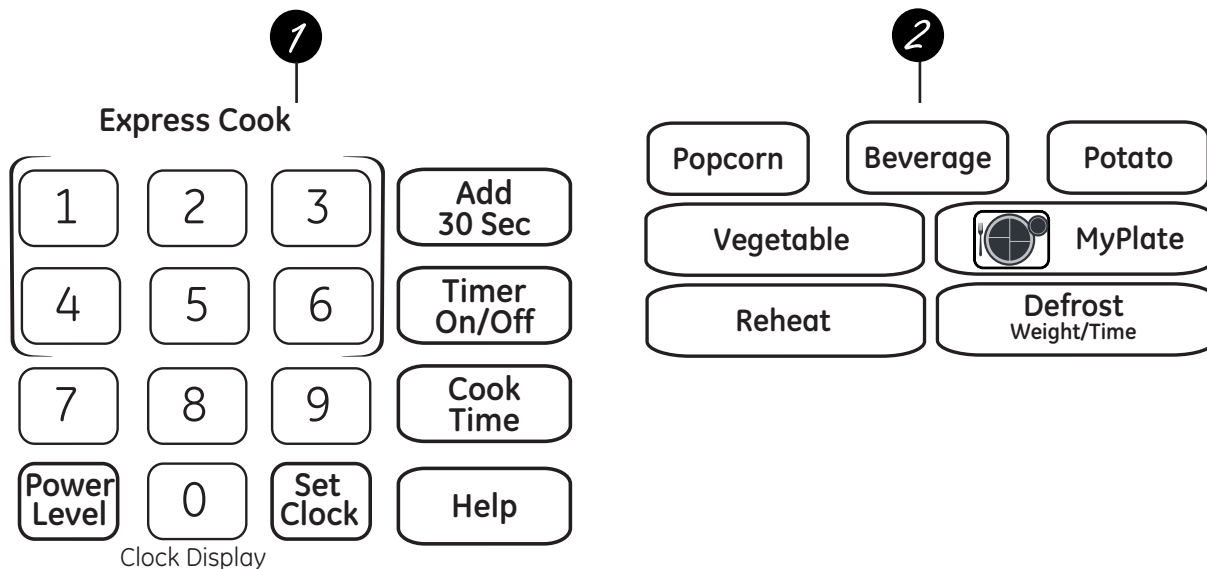 1
Express Cook
1 2 3 Add
30 Sec
4 5 6 Timer
On/Off
7 8 9 Cook
Time
Power
Level 0 Set
Clock Help
Clock Display
2
Popcorn Beverage Potato
Vegetable MyPlate
Reheat Defrost
Weight/Time